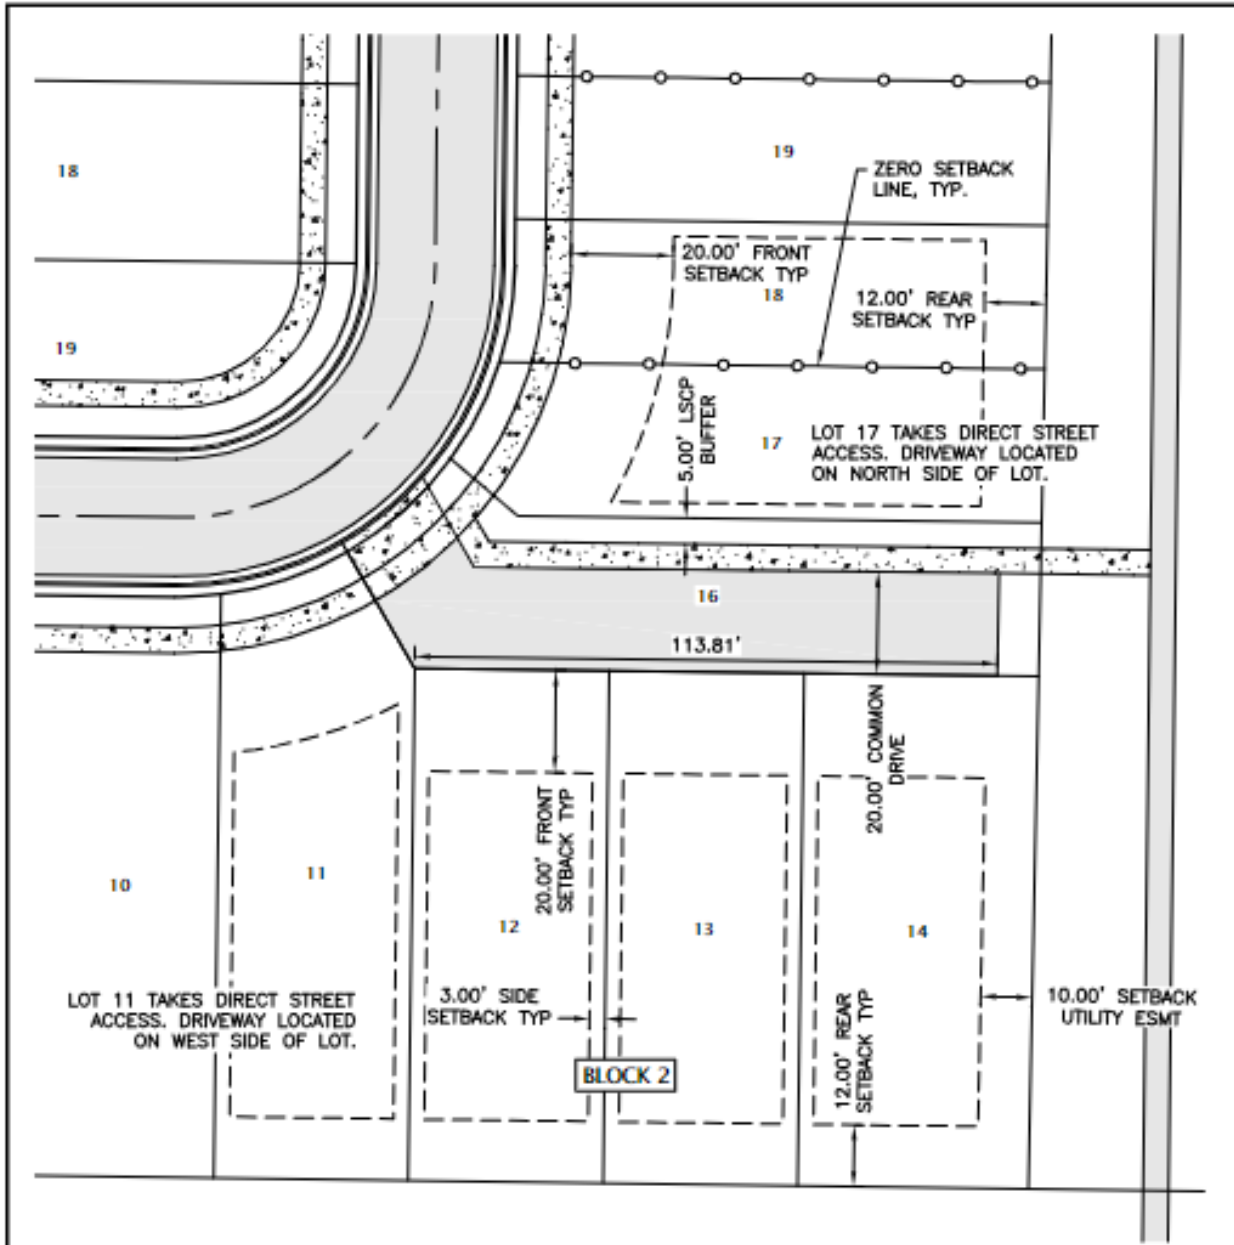 18
19
19
ZERO SETBACK
LINE, TYP.
20.00' FRONT
SETBACK TYP
18
12.00' REAR
SETBACK TYP
5.00' LSCP
BUFFER
17
LOT 17 TAKES DIRECT STREET
ACCESS. DRIVEWAY LOCATED
ON NORTH SIDE OF LOT.
16
113.81'
20.00' COMMON
DRIVE
20.00' FRONT
SETBACK TYP
10
11
12
13
14
LOT 11 TAKES DIRECT STREET
ACCESS. DRIVEWAY LOCATED
ON WEST SIDE OF LOT.
3.00' SIDE
SETBACK TYP
12.00' REAR
SETBACK TYP
10.00' SETBACK
UTILITY ESMT
BLOCK 2